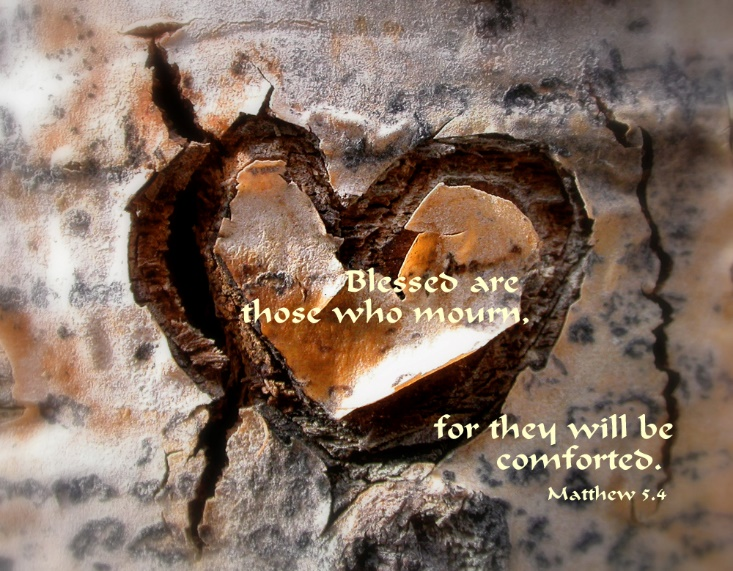 Blessed are
those who mourn,
for they will be
comforted.
Matthew 5.4